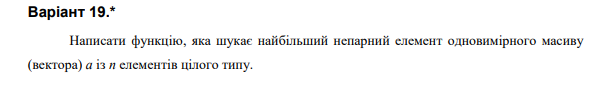 Варіант 19.*
Написати функцію, яка шукає найбільший непарний елемент одновимірного масиву
(вектора) a із n елементів цілого типу.